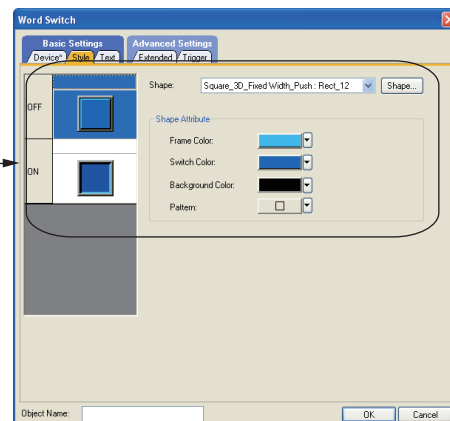 Word Switch
Basic Settings
Advanced Settings
Device*
Style
Text
Extended
Trigger
OFF
ON
Shape:
Square_3D_Fixed Width_Push : Rect_12
Shape...
Shape Attribute
Frame Color:
Switch Color:
Background Color:
Pattern:
Object Name:
OK
Cancel